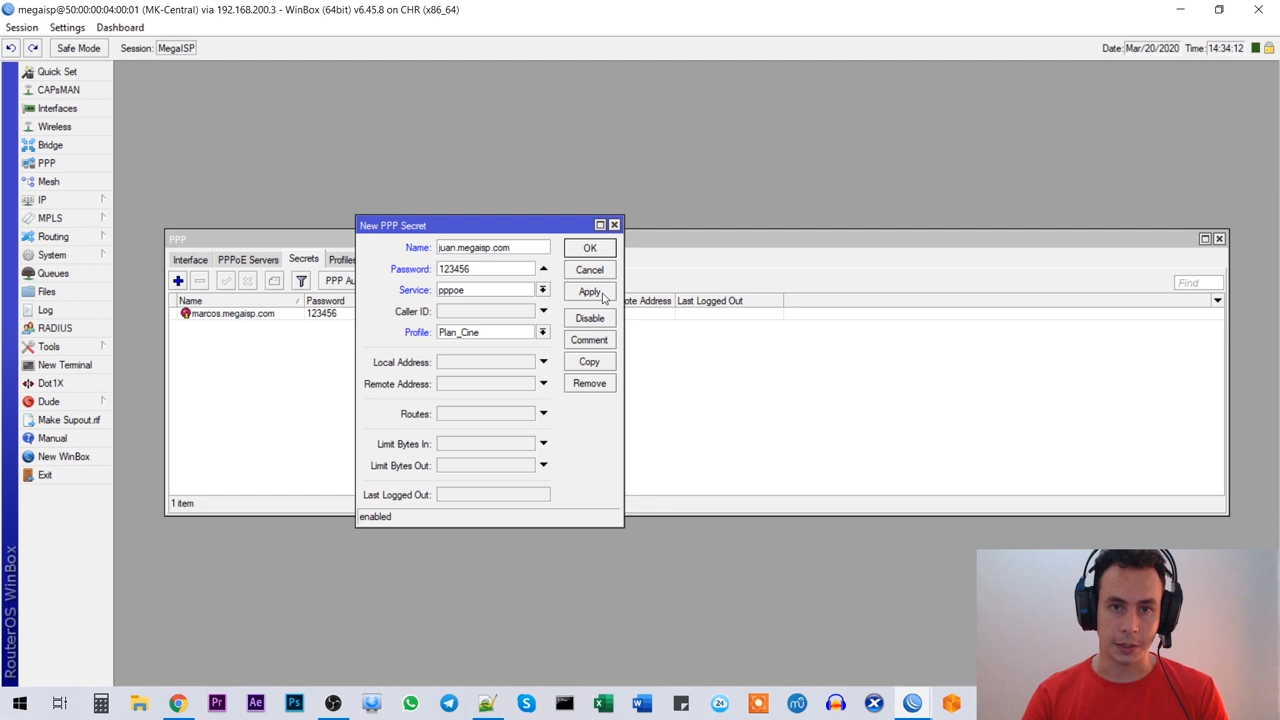 megaisp@50:00:00:04:00:01 (MK-Central) via 192.168.200.3 - WinBox (64bit) v6.45.8 on CHR (x86_64)
Session Settings Dashboard
Safe Mode Session: MegaISP Date: Mar/20/2020 Time: 14:34:12
Quick Set
CAPsMAN
Interfaces
Wireless
Bridge
PPP
Mesh
IP
MPLS
Routing
System
Queues
Files
Log
RADIUS
Tools
New Terminal
Dot1X
Dude
Make Supout.rif
Manual
New WinBox
Exit
RouterOS WinBox
PPP
Interface PPPoE Servers Secrets Profiles
PPP Au
Find
Name Password
ote Address Last Logged Out
marcos.megaisp.com 123456
1 item
New PPP Secret
Name: juan.megaisp.com
Password: 123456
Service: pppoe
Caller ID:
Profile: Plan_Cine
Local Address:
Remote Address:
Routes:
Limit Bytes In:
Limit Bytes Out:
Last Logged Out:
enabled
OK
Cancel
Apply
Disable
Comment
Copy
Remove
Pr Ae Ps 24